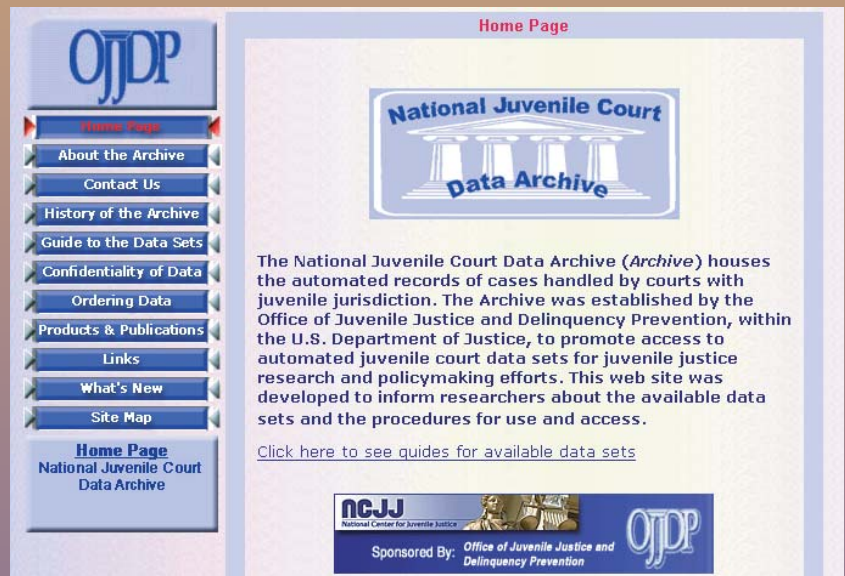 OJJDP
Home Page
About the Archive
Contact Us
History of the Archive
Guide to the Data Sets
Confidentiality of Data
Ordering Data
Products & Publications
Links
What's New
Site Map
Home Page
National Juvenile Court
Data Archive
Home Page
National Juvenile Court
Data Archive
The National Juvenile Court Data Archive (Archive) houses
the automated records of cases handled by courts with
juvenile jurisdiction. The Archive was established by the
Office of Juvenile Justice and Delinquency Prevention, within
the U.S. Department of Justice, to promote access to
automated juvenile court data sets for juvenile justice
research and policymaking efforts. This web site was
developed to inform researchers about the available data
sets and the procedures for use and access.
Click here to see guides for available data sets
NCJJ
National Center for Juvenile Justice
Sponsored By: Office of Juvenile Justice and
Delinquency Prevention
OJJDP